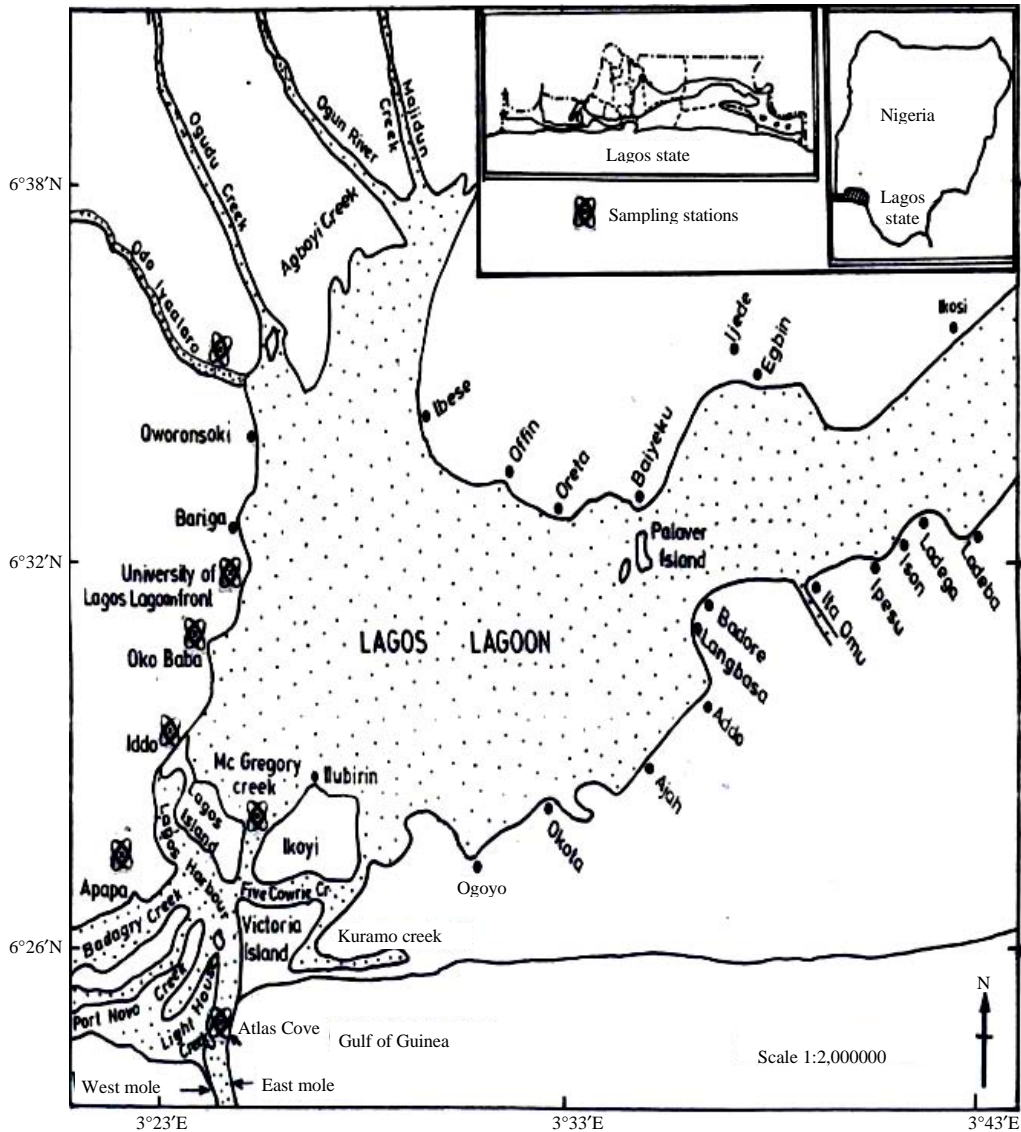 Ogudu Creek
Ogun River
Majidun
Creek
Agboyi Creek
Odo Iyaalaro
Lagos state
Nigeria
Lagos
state
Sampling stations
6°38′N
Ijede
Egbin
Ikosi
Ibese
Offin
Oreta
Baiyeku
Oworonsoki
Bariga
6°32′N
University of
Lagos Lagoonfront
Palaver
Island
Oko Baba
LAGOS LAGOON
Ita Omu
Ipesu
Isan
Ladega
Ladeba
Badore
Langbasa
Addo
Ajah
Okota
Iddo
Mc Gregory
creek
Ilubirin
Lagos
Island
Ikoyi
Lagos Harbour
Apapa
Ogoyo
Five Cowrie Cr.
Badagry Creek
Victoria
Island
Kuramo creek
6°26′N
Port Novo Creek
Light House
Creek
Atlas Cove
Gulf of Guinea
N
Scale 1:2,000000
West mole
East mole
3°23′E
3°33′E
3°43′E